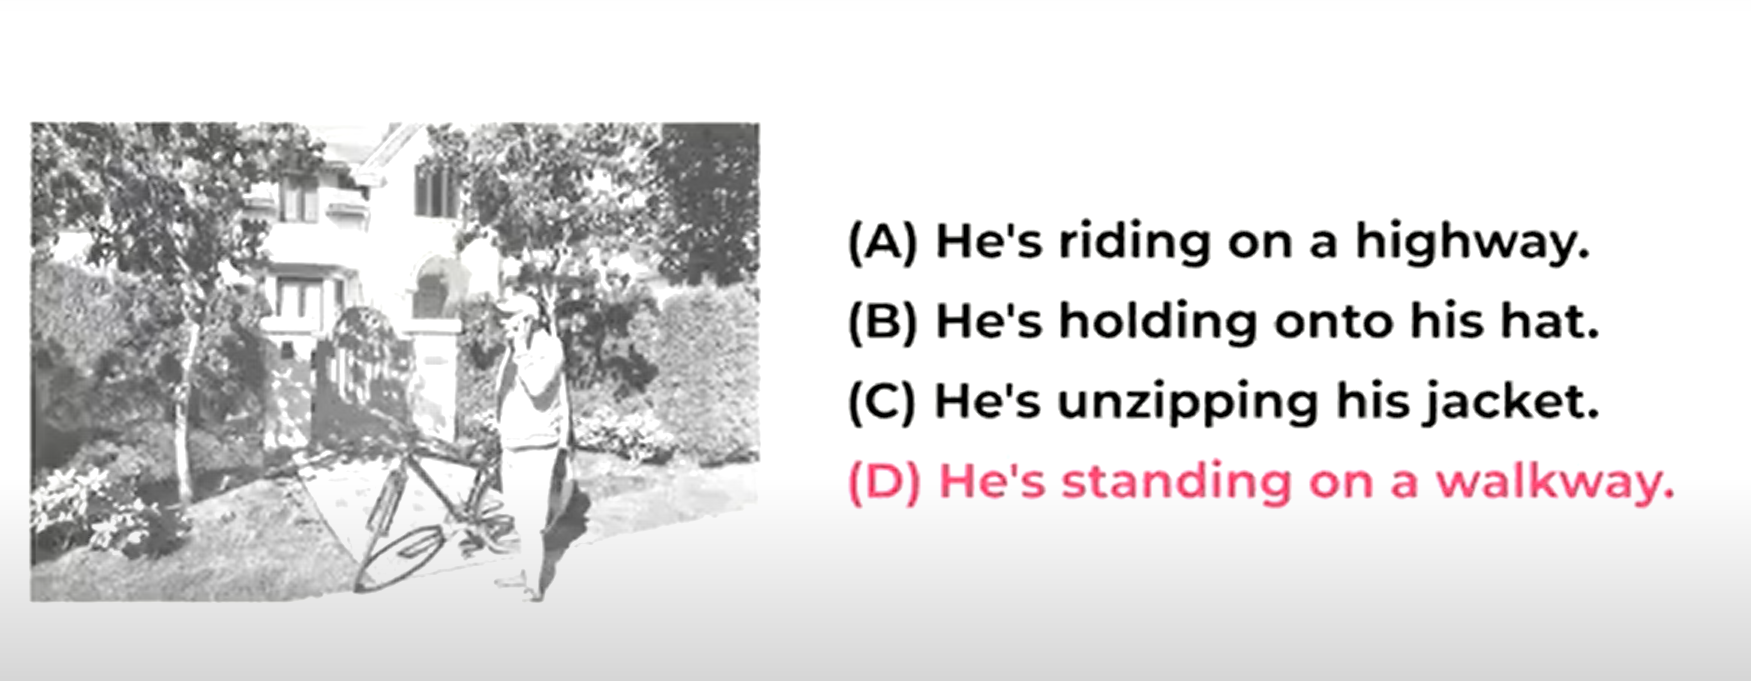 (A) He's riding on a highway.
(B) He's holding onto his hat.
(C) He's unzipping his jacket.
(D) He's standing on a walkway.